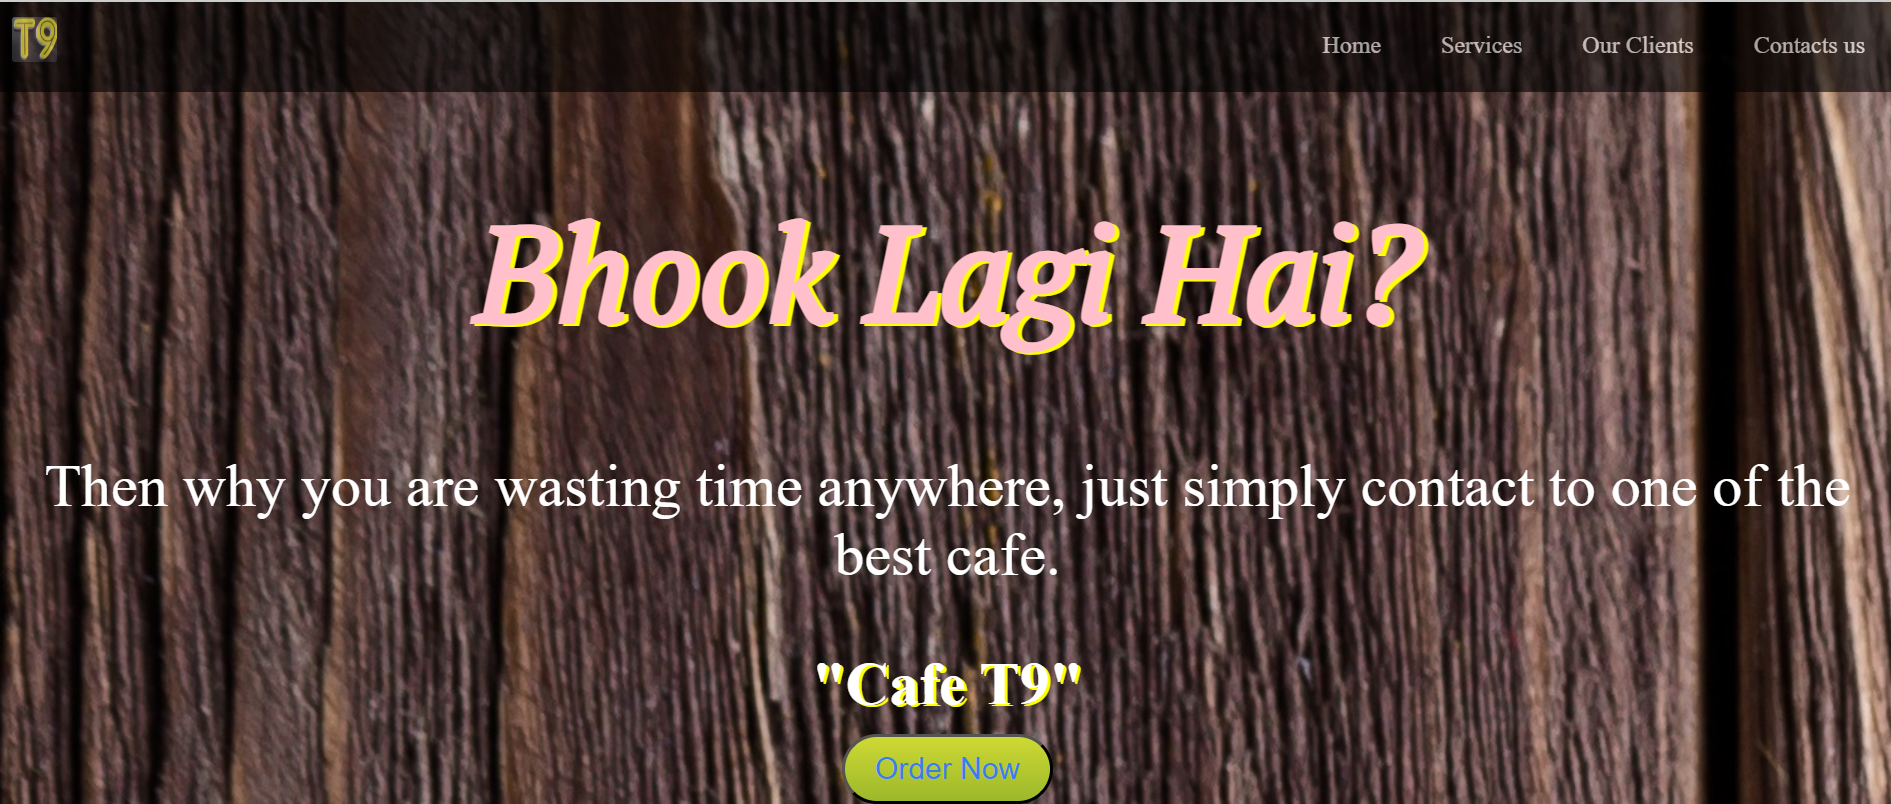 T9
Home Services Our Clients Contacts us
Bhook Lagi Hai?
Then why you are wasting time anywhere, just simply contact to one of the
best cafe.
"Cafe T9"
Order Now